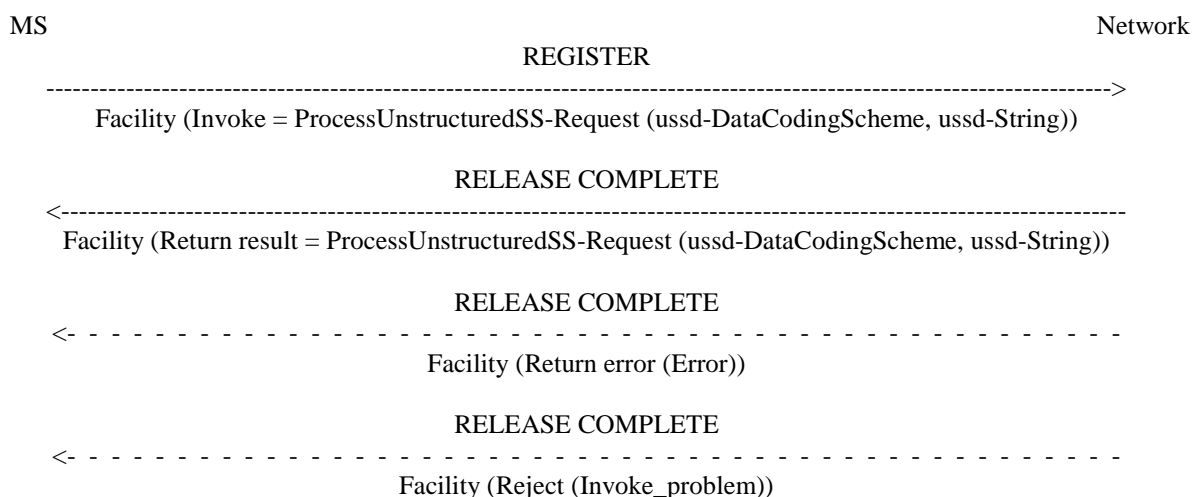 MS Network
REGISTER
------------------------------------------------------------------------------------------------------------------------>
Facility (Invoke = ProcessUnstructuredSS-Request (ussd-DataCodingScheme, ussd-String))
RELEASE COMPLETE
<------------------------------------------------------------------------------------------------------------------------
Facility (Return result = ProcessUnstructuredSS-Request (ussd-DataCodingScheme, ussd-String))
RELEASE COMPLETE
<- - - - - - - - - - - - - - - - - - - - - - - - - - - - - - - - - - - - -
Facility (Return error (Error))
RELEASE COMPLETE
<- - - - - - - - - - - - - - - - - - - - - - - - - - - - - - - - - - - - -
Facility (Reject (Invoke_problem))